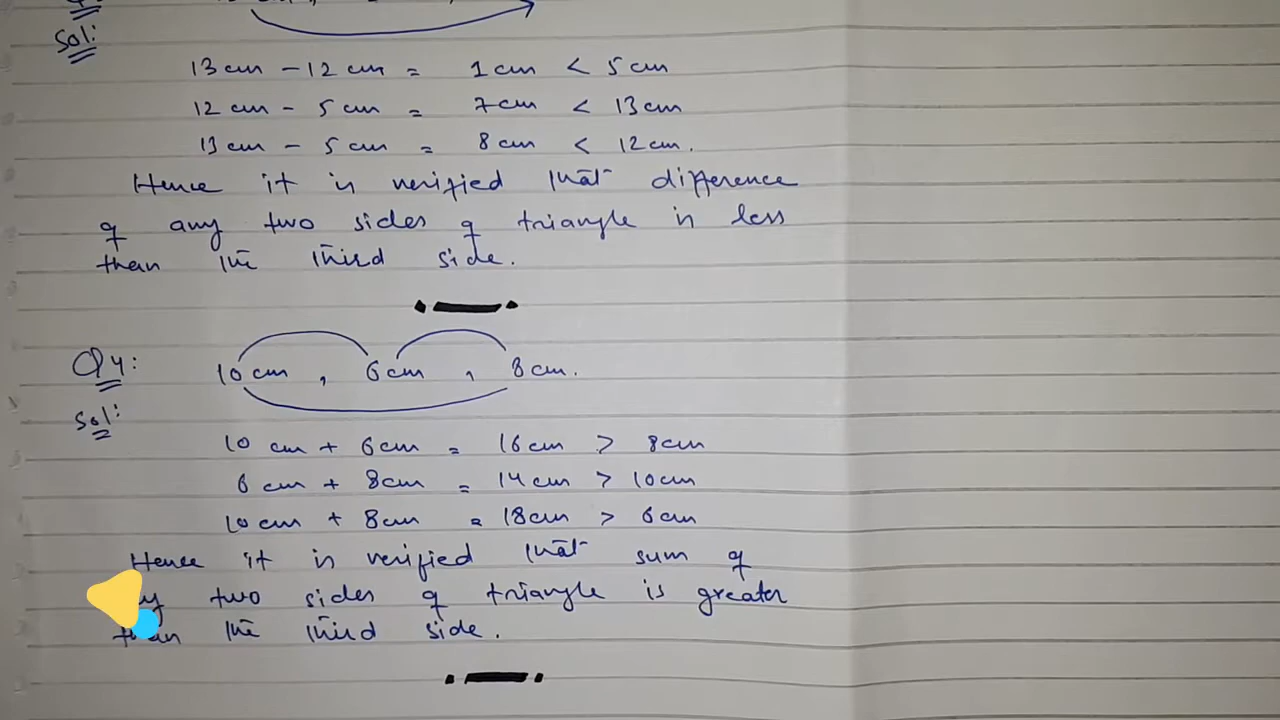 Sol:
13 cm - 12 cm = 1 cm < 5 cm
12 cm - 5 cm = 7cm < 13 cm
13 cm - 5 cm = 8 cm < 12 cm.
Hence it is verified that difference
of any two sides of triangle is less
than the third side.
Q4: 10 cm , 6 cm , 8 cm.
Sol:
10 cm + 6 cm = 16 cm > 8 cm
6 cm + 8 cm = 14 cm > 10 cm
10 cm + 8 cm = 18 cm > 6 cm
Hence it is verified that sum of
two sides of triangle is greater
than the third side.